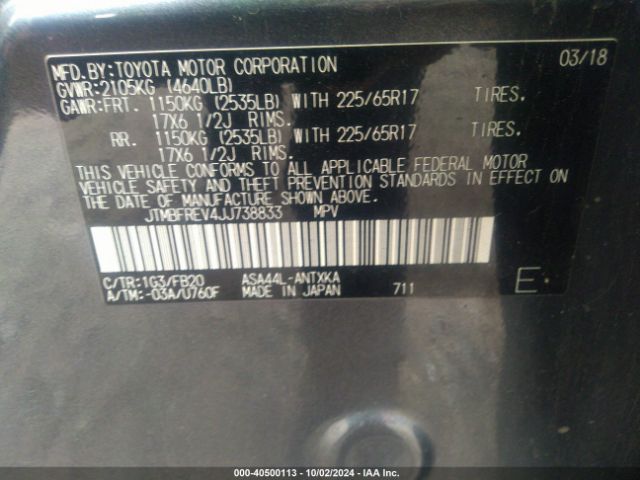 MFD.BY:TOYOTA MOTOR CORPORATION 03/18
GVWR:2105KG (4640LB)
GAWR:FRT. 1150KG (2535LB) WITH 225/65R17 TIRES.
17X6 1/2J RIMS.
RR. 1150KG (2535LB) WITH 225/65R17 TIRES.
17X6 1/2J RIMS.
THIS VEHICLE CONFORMS TO ALL APPLICABLE FEDERAL MOTOR
VEHICLE SAFETY AND THEFT PREVENTION STANDARDS IN EFFECT ON
THE DATE OF MANUFACTURE SHOWN ABOVE.
JTMBFREV4JJ738833 MPV
C/TR:1G3/FB20 ASA44L-ANTXKA
A/TM:-03A/U760F MADE IN JAPAN 711 E.
000-40500113 - 10/02/2024 - IAA Inc.